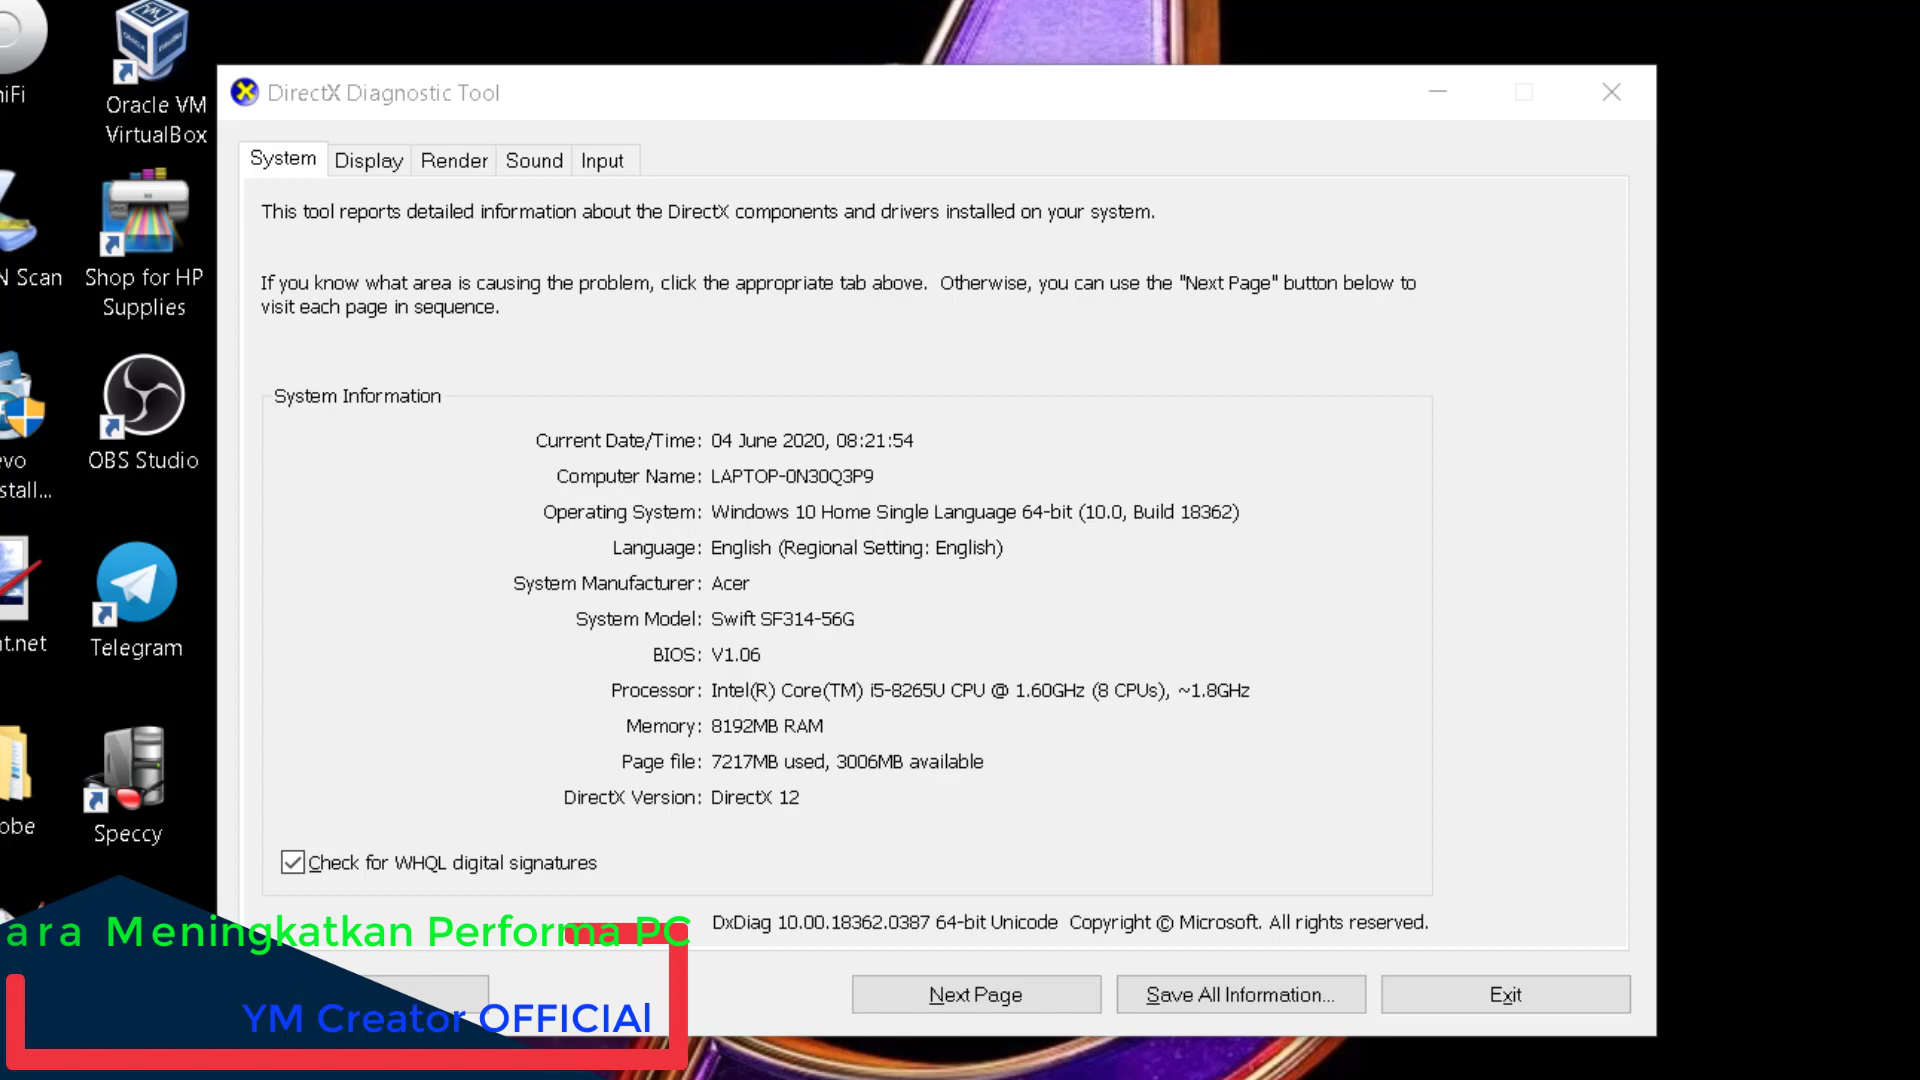 niFi
Oracle VM
VirtualBox
N Scan
Shop for HP
Supplies
evo
stall...
OBS Studio
nt.net
Telegram
obe
Speccy
DirectX Diagnostic Tool
System Display Render Sound Input
This tool reports detailed information about the DirectX components and drivers installed on your system.
If you know what area is causing the problem, click the appropriate tab above. Otherwise, you can use the "Next Page" button below to
visit each page in sequence.
System Information
Current Date/Time: 04 June 2020, 08:21:54
Computer Name: LAPTOP-0N30Q3P9
Operating System: Windows 10 Home Single Language 64-bit (10.0, Build 18362)
Language: English (Regional Setting: English)
System Manufacturer: Acer
System Model: Swift SF314-56G
BIOS: V1.06
Processor: Intel(R) Core(TM) i5-8265U CPU @ 1.60GHz (8 CPUs), ~1.8GHz
Memory: 8192MB RAM
Page file: 7217MB used, 3006MB available
DirectX Version: DirectX 12
Check for WHQL digital signatures
DxDiag 10.00.18362.0387 64-bit Unicode Copyright © Microsoft. All rights reserved.
Next Page Save All Information... Exit
ara Meningkatkan Performa PC
YM Creator OFFICIAl